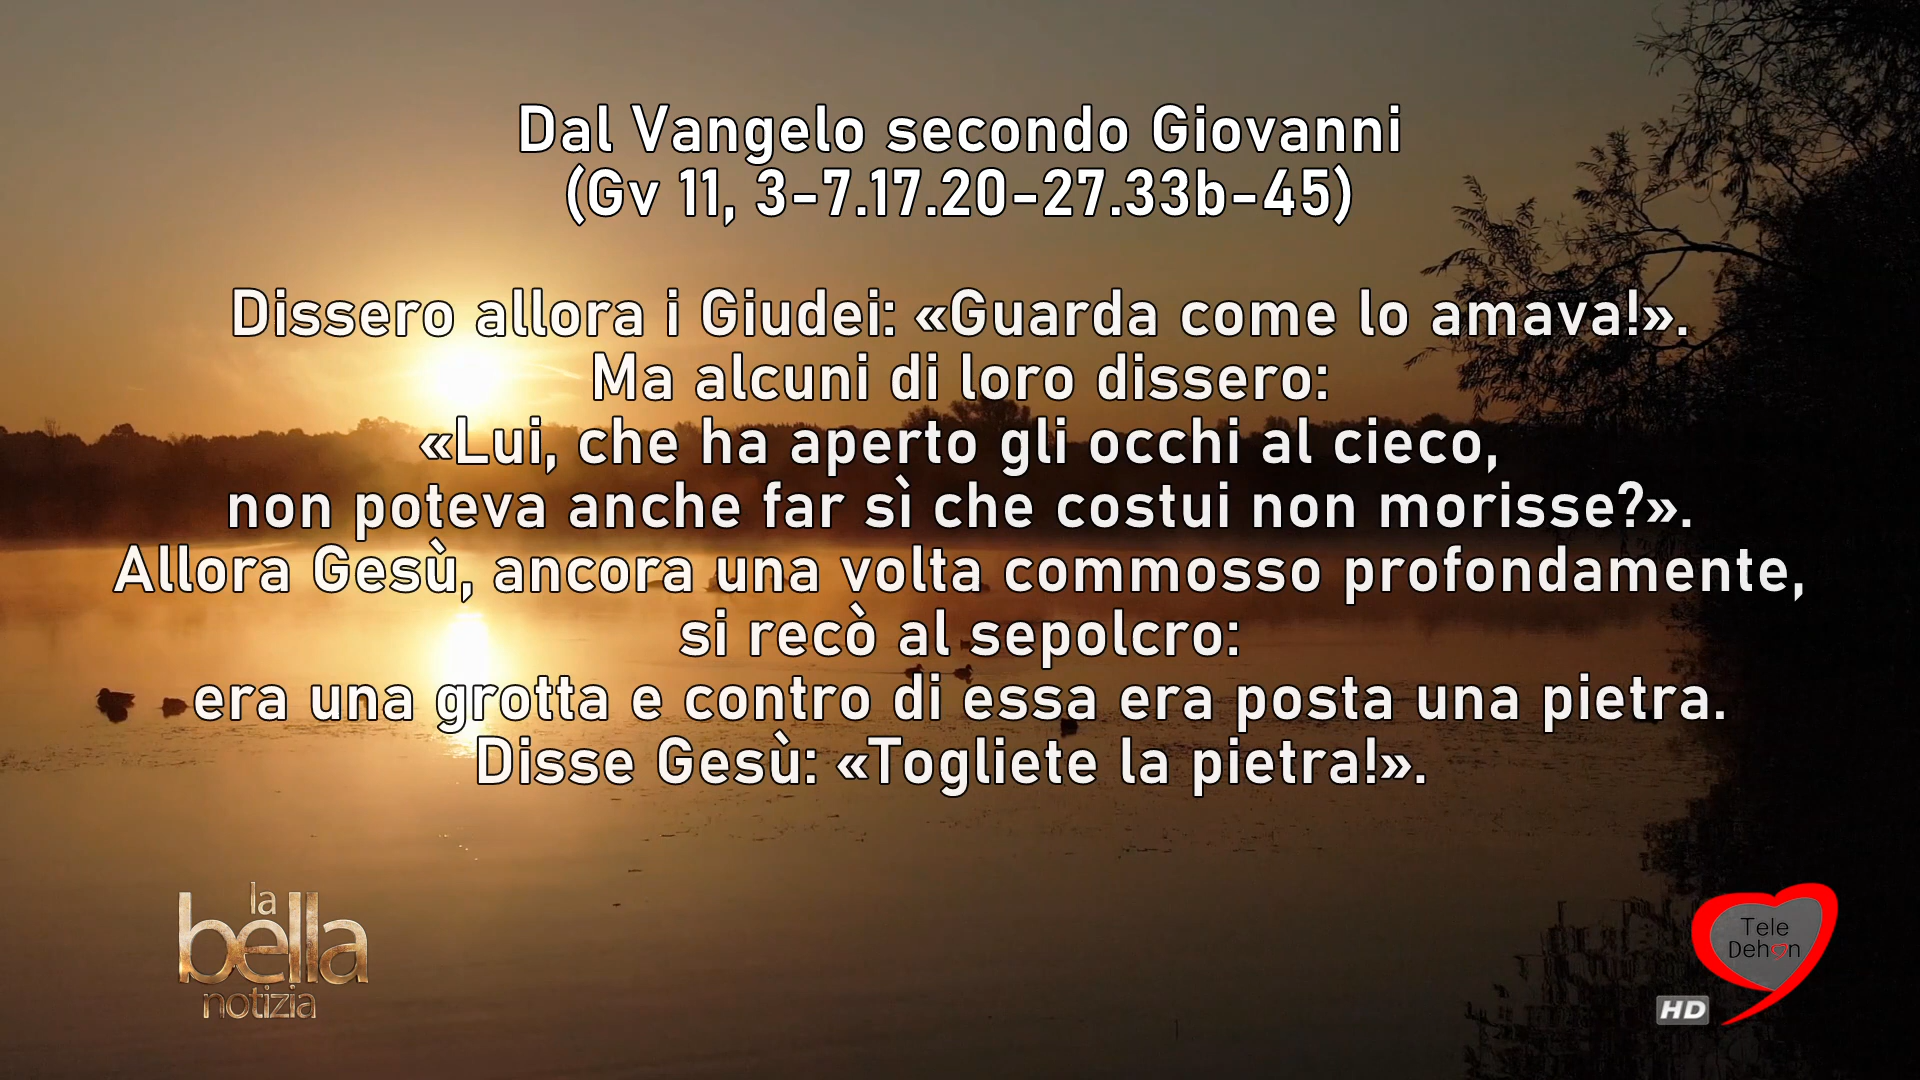 Dal Vangelo secondo Giovanni
(Gv 11, 3-7.17.20-27.33b-45)
Dissero allora i Giudei: «Guarda come lo amava!».
Ma alcuni di loro dissero:
«Lui, che ha aperto gli occhi al cieco,
non poteva anche far sì che costui non morisse?».
Allora Gesù, ancora una volta commosso profondamente,
si recò al sepolcro:
era una grotta e contro di essa era posta una pietra.
Disse Gesù: «Togliete la pietra!».
la
bella
notizia
Tele
Dehon
HD